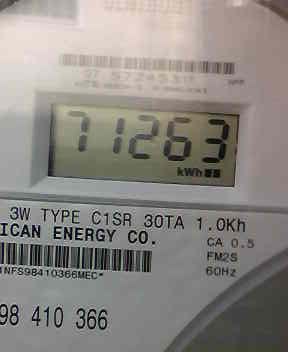 71263
kWh
3W TYPE C1SR 30TA 1.0Kh
ICAN ENERGY CO.
CA 0.5
FM2S
60Hz
1NFS98410366MEC*
98 410 366